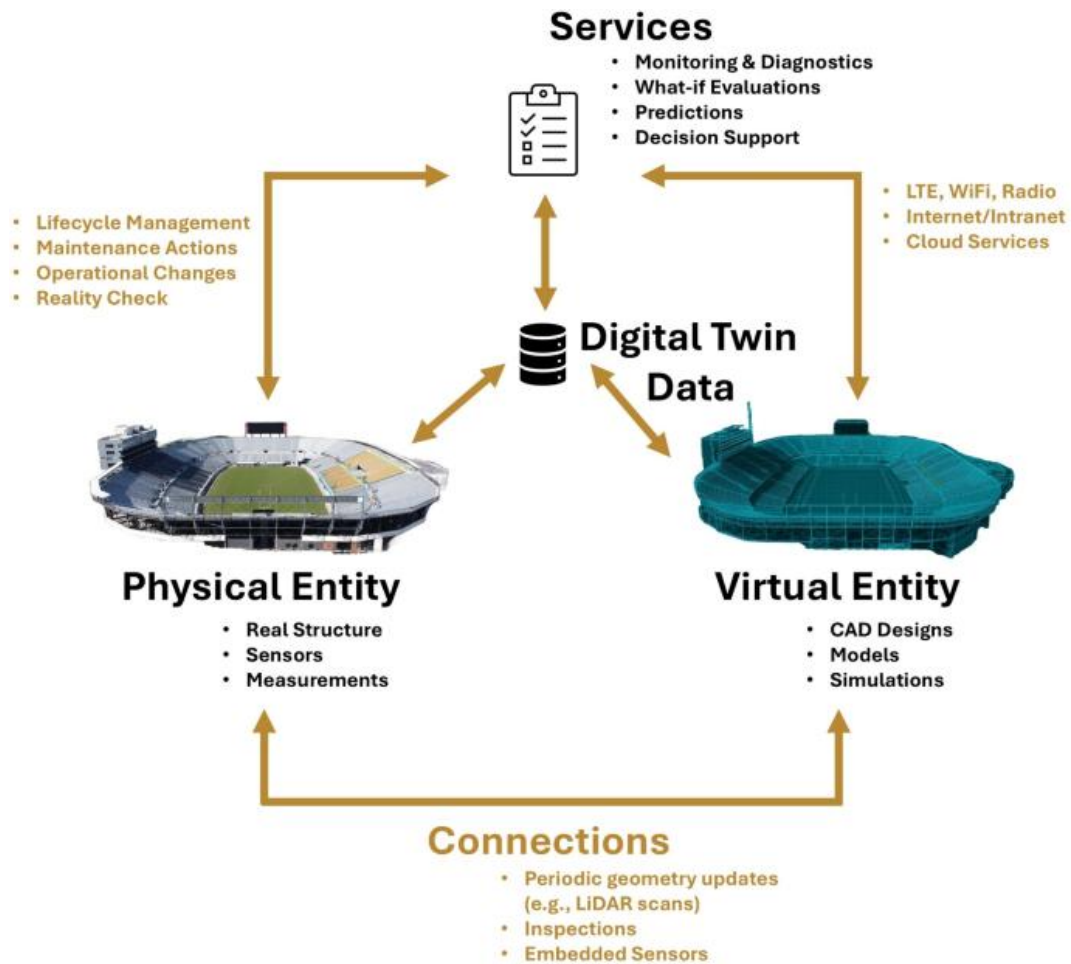 Services
• Monitoring & Diagnostics
• What-if Evaluations
• Predictions
• Decision Support
• LTE, WiFi, Radio
• Internet/Intranet
• Cloud Services
• Lifecycle Management
• Maintenance Actions
• Operational Changes
• Reality Check
Digital Twin
Data
Physical Entity
• Real Structure
• Sensors
• Measurements
Virtual Entity
• CAD Designs
• Models
• Simulations
Connections
• Periodic geometry updates
(e.g., LiDAR scans)
• Inspections
• Embedded Sensors